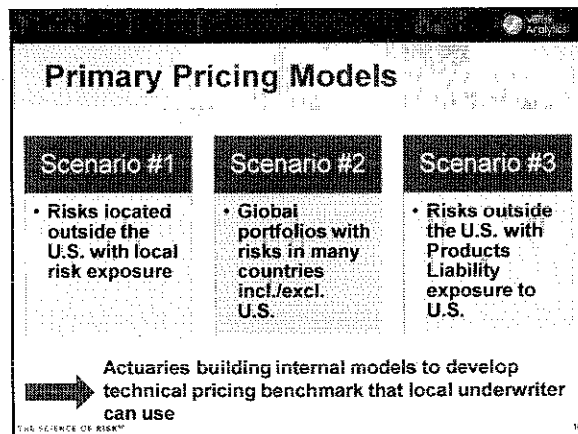 Verisk
Analytics
Primary Pricing Models
Scenario #1
• Risks located
outside the
U.S. with local
risk exposure
Scenario #2
• Global
portfolios with
risks in many
countries
incl./excl.
U.S.
Scenario #3
• Risks outside
the U.S. with
Products
Liability
exposure to
U.S.
Actuaries building internal models to develop
technical pricing benchmark that local underwriter
can use
THE SCIENCE OF RISK